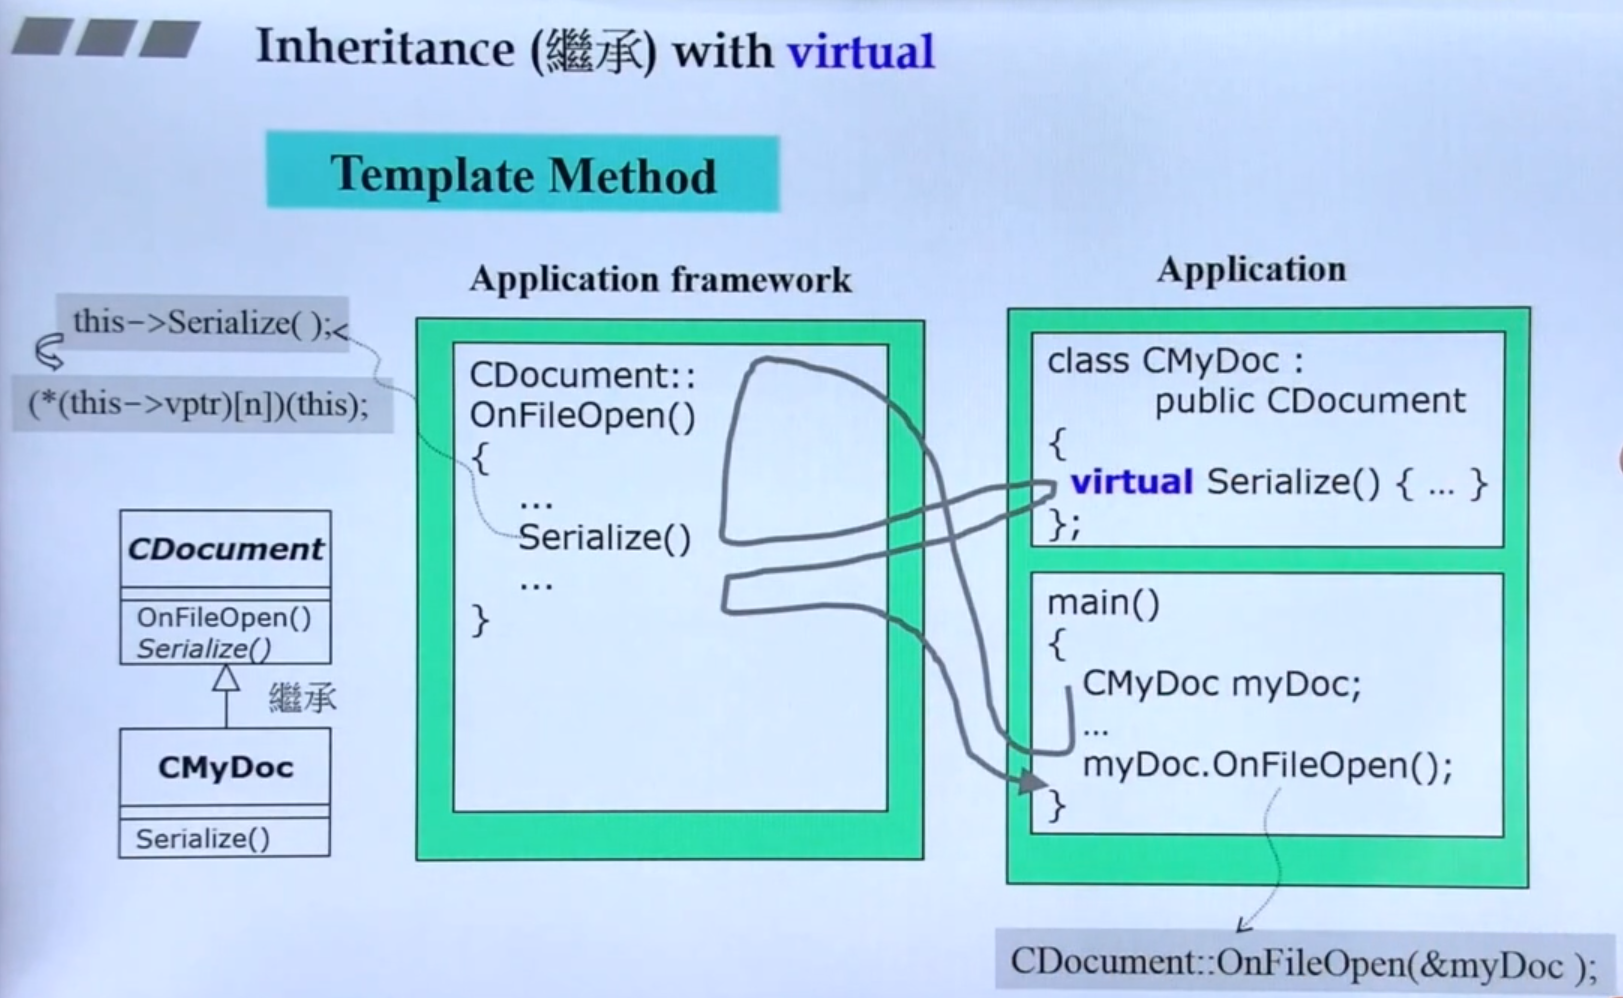 Inheritance (繼承) with virtual
Template Method
Application framework
Application
this->Serialize( );
(*(this->vptr)[n])(this);
CDocument
OnFileOpen()
Serialize()
繼承
CMyDoc
Serialize()
CDocument::
OnFileOpen()
{
...
Serialize()
...
}
class CMyDoc :
public CDocument
{
virtual Serialize() { ... }
};
main()
{
CMyDoc myDoc;
...
myDoc.OnFileOpen();
}
CDocument::OnFileOpen(&myDoc );